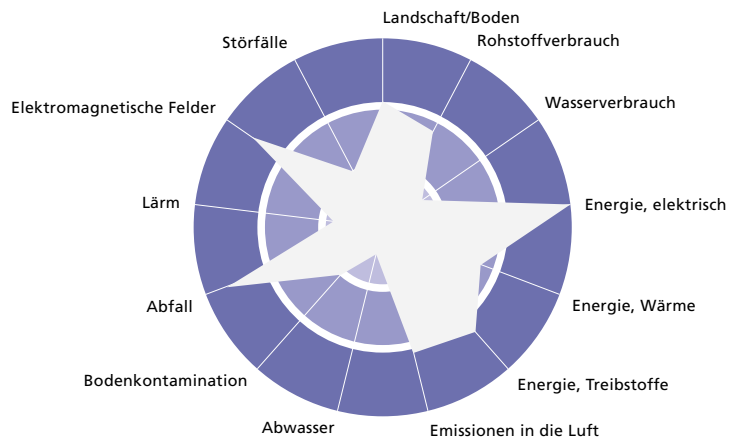 Landschaft/Boden
Rohstoffverbrauch
Wasserverbrauch
Energie, elektrisch
Energie, Wärme
Energie, Treibstoffe
Emissionen in die Luft
Abwasser
Bodenkontamination
Abfall
Lärm
Elektromagnetische Felder
Störfälle